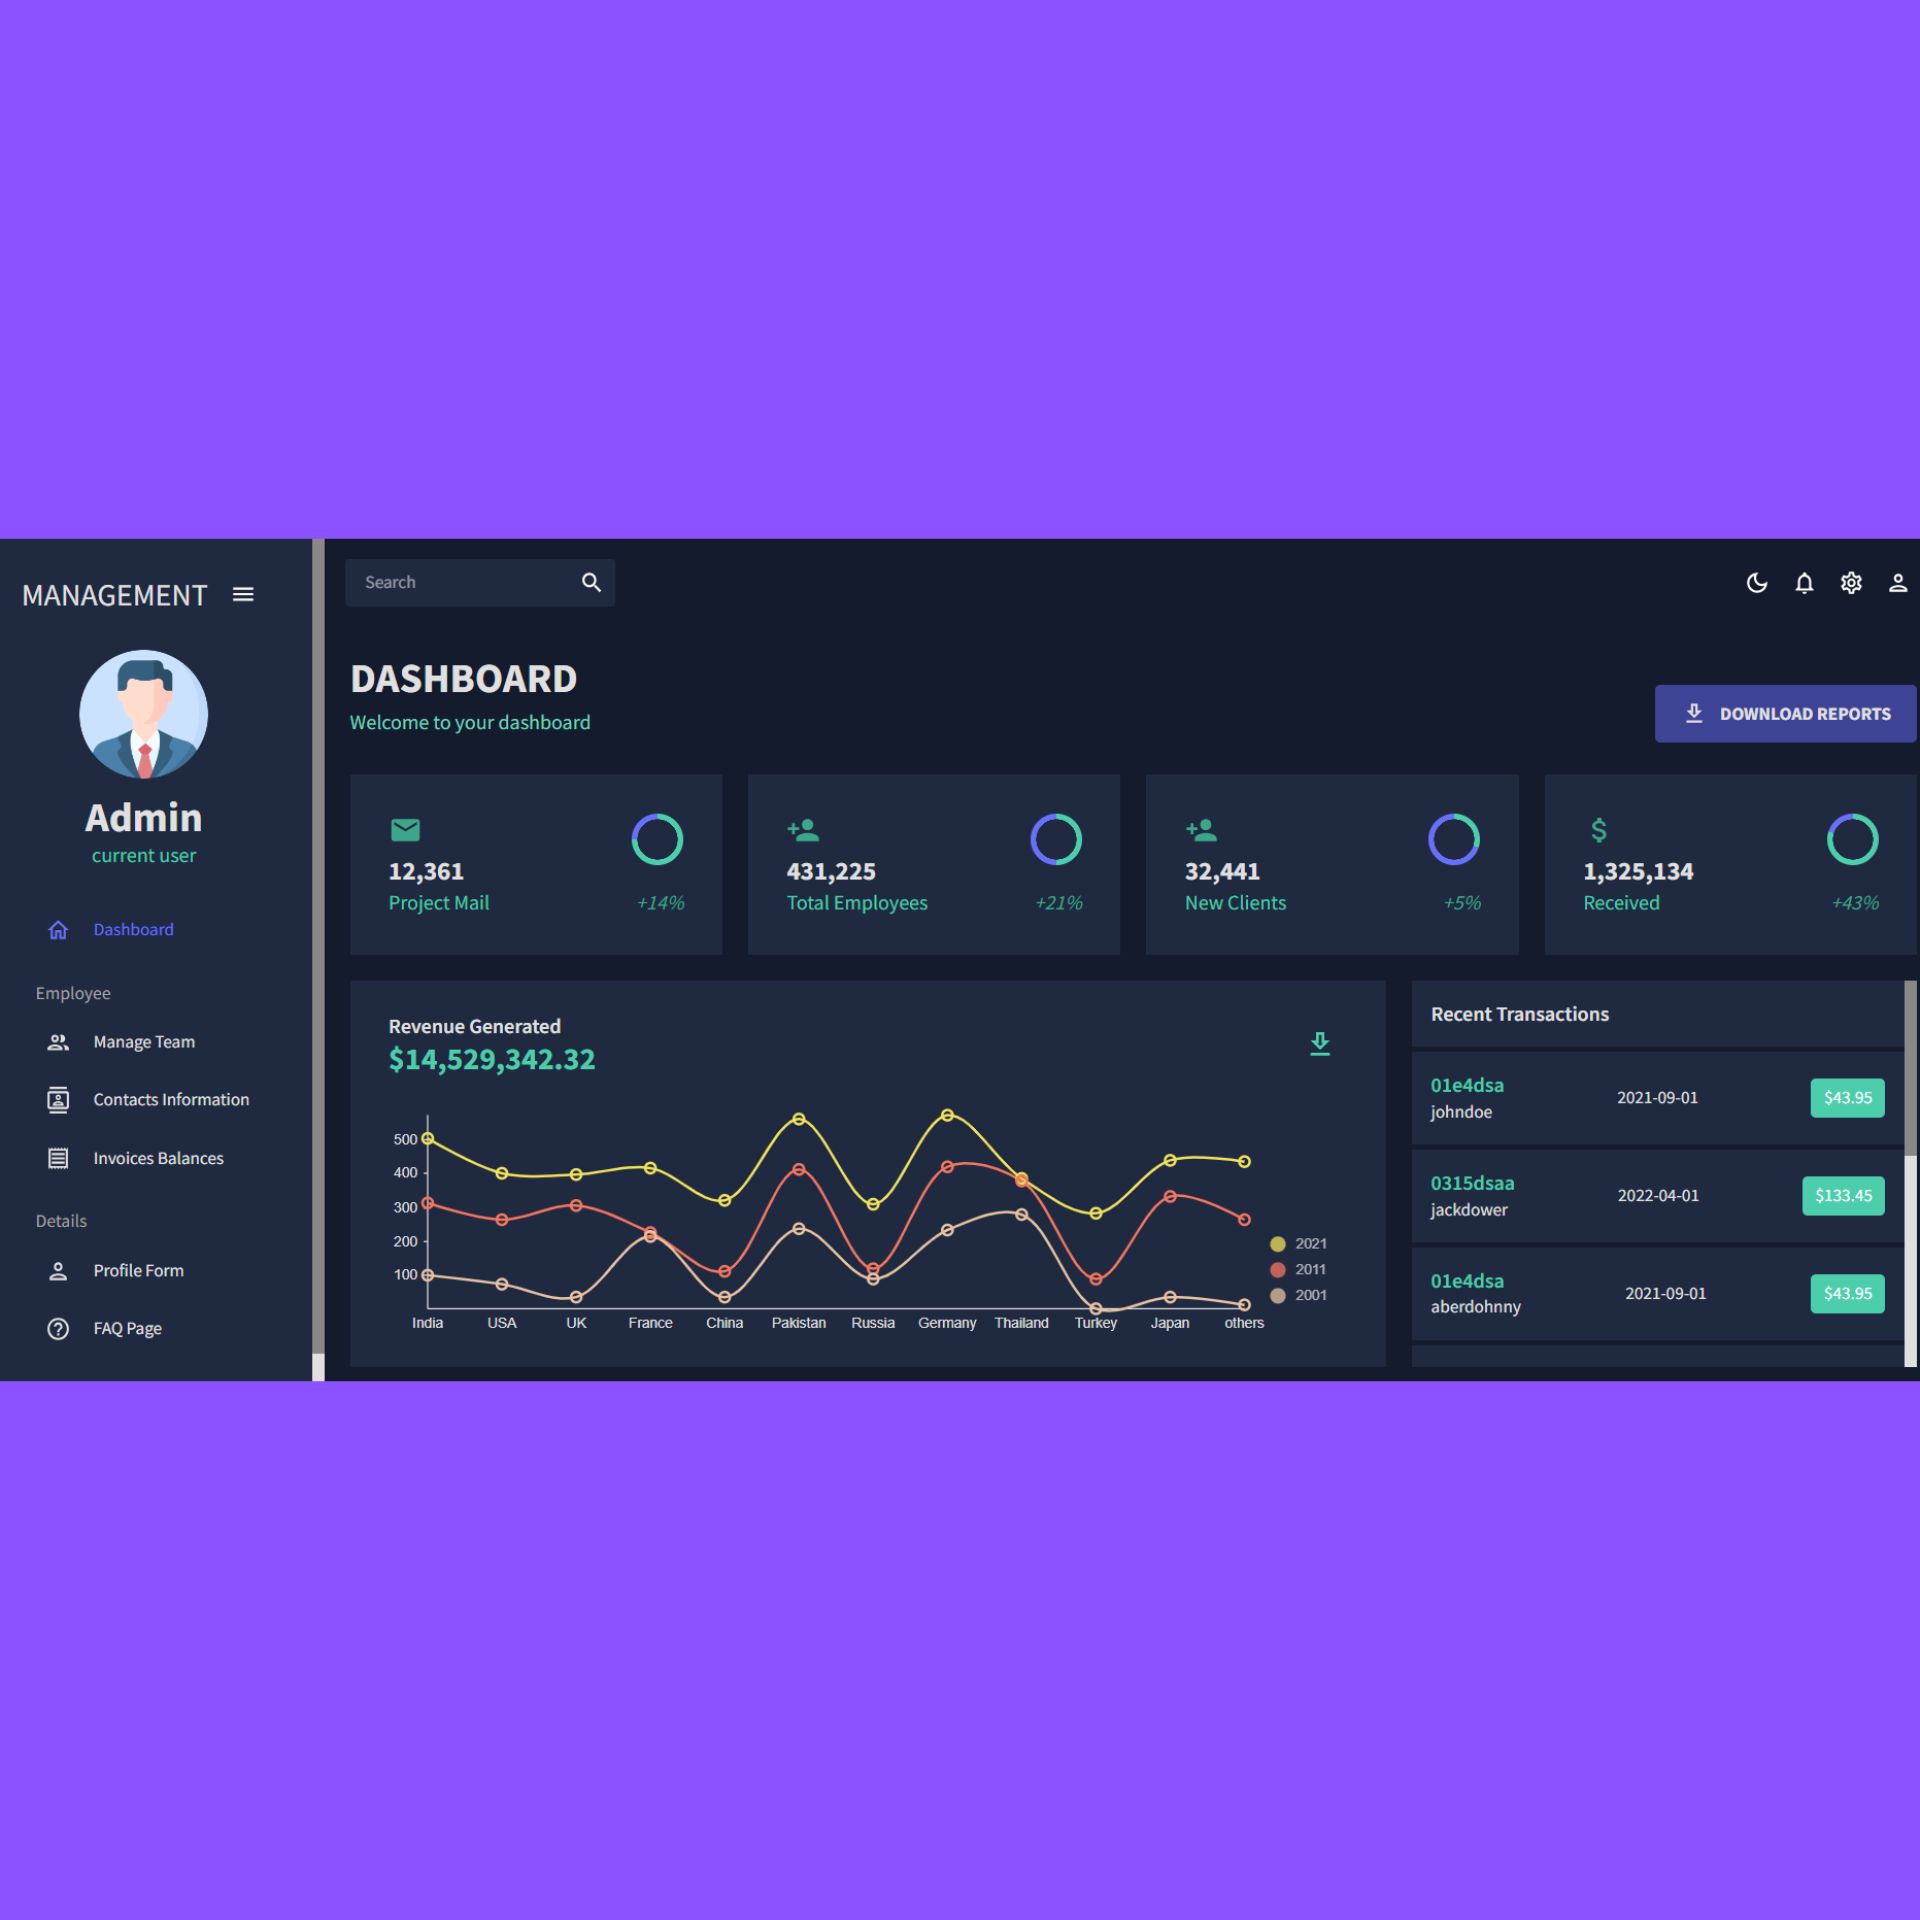 MANAGEMENT
Admin
current user
Dashboard
Employee
Manage Team
Contacts Information
Invoices Balances
Details
Profile Form
FAQ Page
Search
DASHBOARD
Welcome to your dashboard
DOWNLOAD REPORTS
12,361
Project Mail +14%
431,225
Total Employees +21%
32,441
New Clients +5%
1,325,134
Received +43%
Revenue Generated
$14,529,342.32
500
400
300
200
100
India USA UK France China Pakistan Russia Germany Thailand Turkey Japan others
2021
2011
2001
Recent Transactions
01e4dsa
johndoe
2021-09-01
$43.95
0315dsaa
jackdower
2022-04-01
$133.45
01e4dsa
aberdohnny
2021-09-01
$43.95